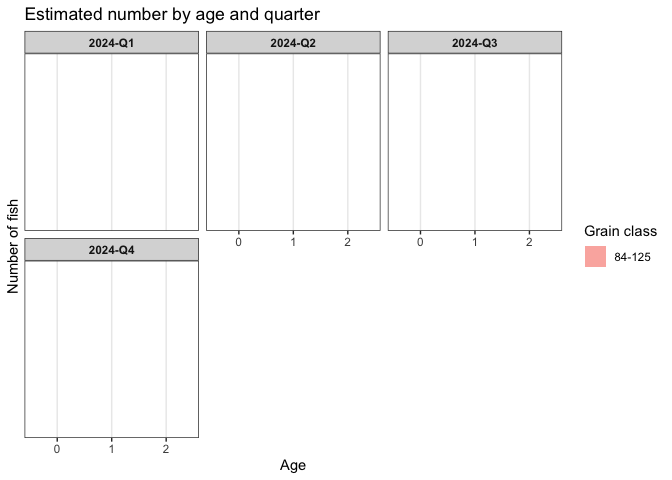 Estimated number by age and quarter
2024-Q1
2024-Q2
2024-Q3
0 1 2
0 1 2
2024-Q4
0 1 2
Number of fish
Age
Grain class
84-125